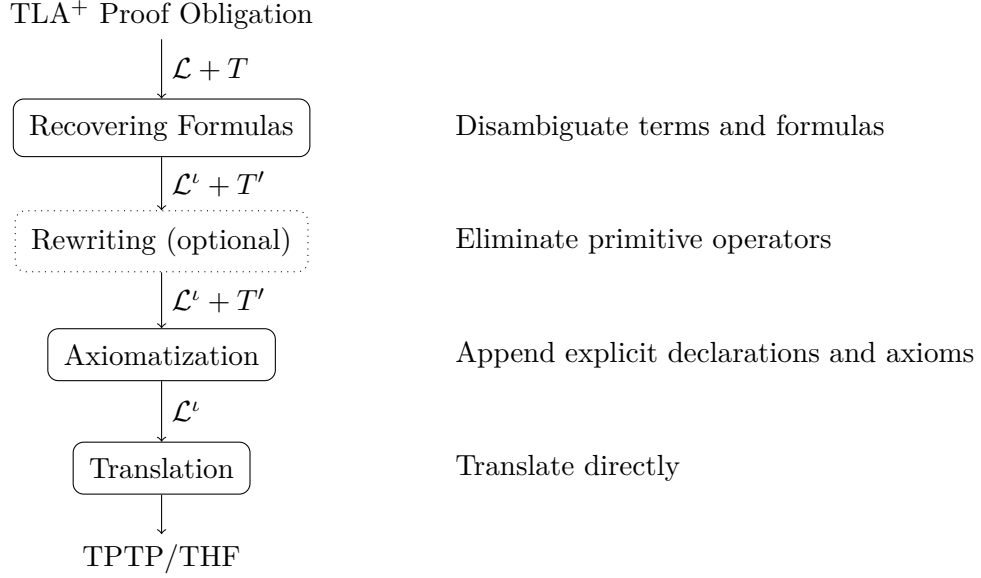 TLA⁺ Proof Obligation
ℒ + T
Recovering Formulas Disambiguate terms and formulas
ℒ^ι + T′
Rewriting (optional) Eliminate primitive operators
ℒ^ι + T′
Axiomatization Append explicit declarations and axioms
ℒ^ι
Translation Translate directly
TPTP/THF